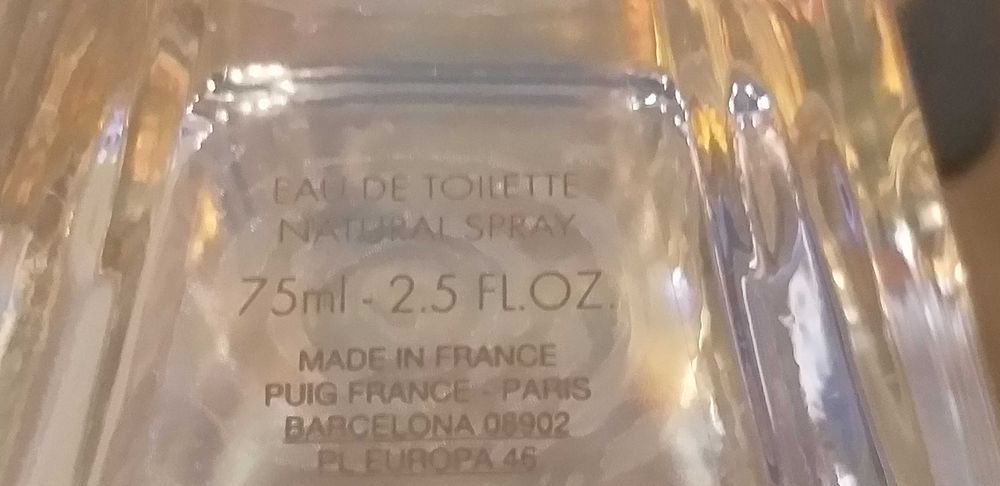 EAU DE TOILETTE
NATURAL SPRAY
75ml - 2.5 FL.OZ.
MADE IN FRANCE
PUIG FRANCE - PARIS
BARCELONA 08902
PL EUROPA 46